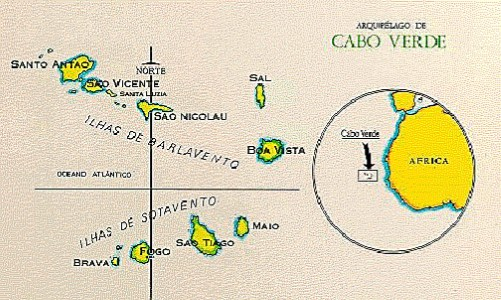 ARQUIPÉLAGO DE
CABO VERDE
SANTO ANTÃO
NORTE
SÃO VICENTE
SANTA LUZIA
SÃO NICOLAU
SAL
ILHAS DE BARLAVENTO
BOA VISTA
Cabo Verde
AFRICA
OCEANO ATLÂNTICO
ILHAS DE SOTAVENTO
MAIO
SÃO TIAGO
FOGO
BRAVA